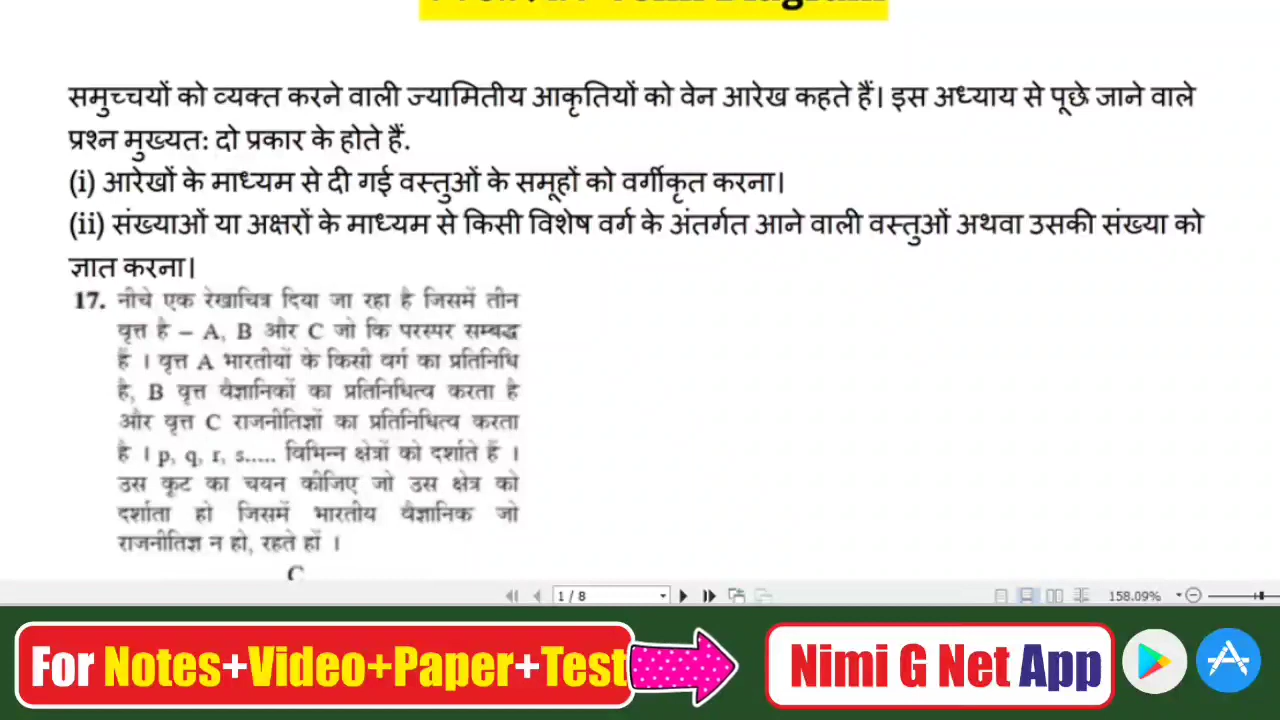 समुच्चयों को व्यक्त करने वाली ज्यामितीय आकृतियों को वेन आरेख कहते हैं। इस अध्याय से पूछे जाने वाले
प्रश्न मुख्यत: दो प्रकार के होते हैं.
(i) आरेखों के माध्यम से दी गई वस्तुओं के समूहों को वर्गीकृत करना।
(ii) संख्याओं या अक्षरों के माध्यम से किसी विशेष वर्ग के अंतर्गत आने वाली वस्तुओं अथवा उसकी संख्या को
ज्ञात करना।
17. नीचे एक रेखाचित्र दिया जा रहा है जिसमें तीन
वृत्त है – A, B और C जो कि परस्पर सम्बद्ध
है । वृत्त A भारतीयों के किसी वर्ग का प्रतिनिधि
है, B वृत्त वैज्ञानिकों का प्रतिनिधित्व करता है
और वृत्त C राजनीतिज्ञों का प्रतिनिधित्व करता
है । p, q, r, s..... विभिन्न क्षेत्रों को दर्शाते हैं ।
उस कूट का चयन कीजिए जो उस क्षेत्र को
दर्शाता हो जिसमें भारतीय वैज्ञानिक जो
राजनीतिज्ञ न हो, रहते हों ।
C
1 / 8
158.09%
For Notes+Video+Paper+Test
Nimi G Net App